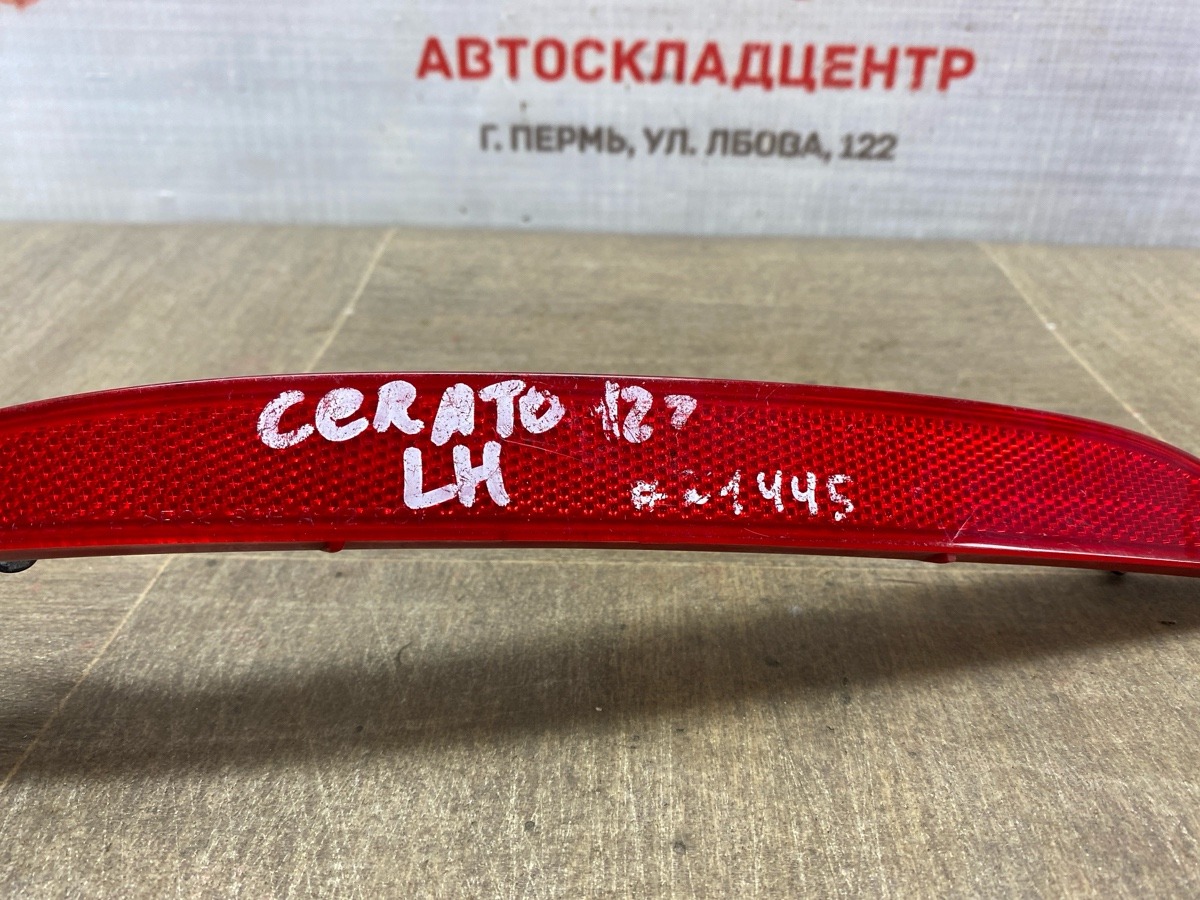 АВТОСКЛАДЦЕНТР
Г. ПЕРМЬ, УЛ. ЛБОВА, 122
CERATO
LH